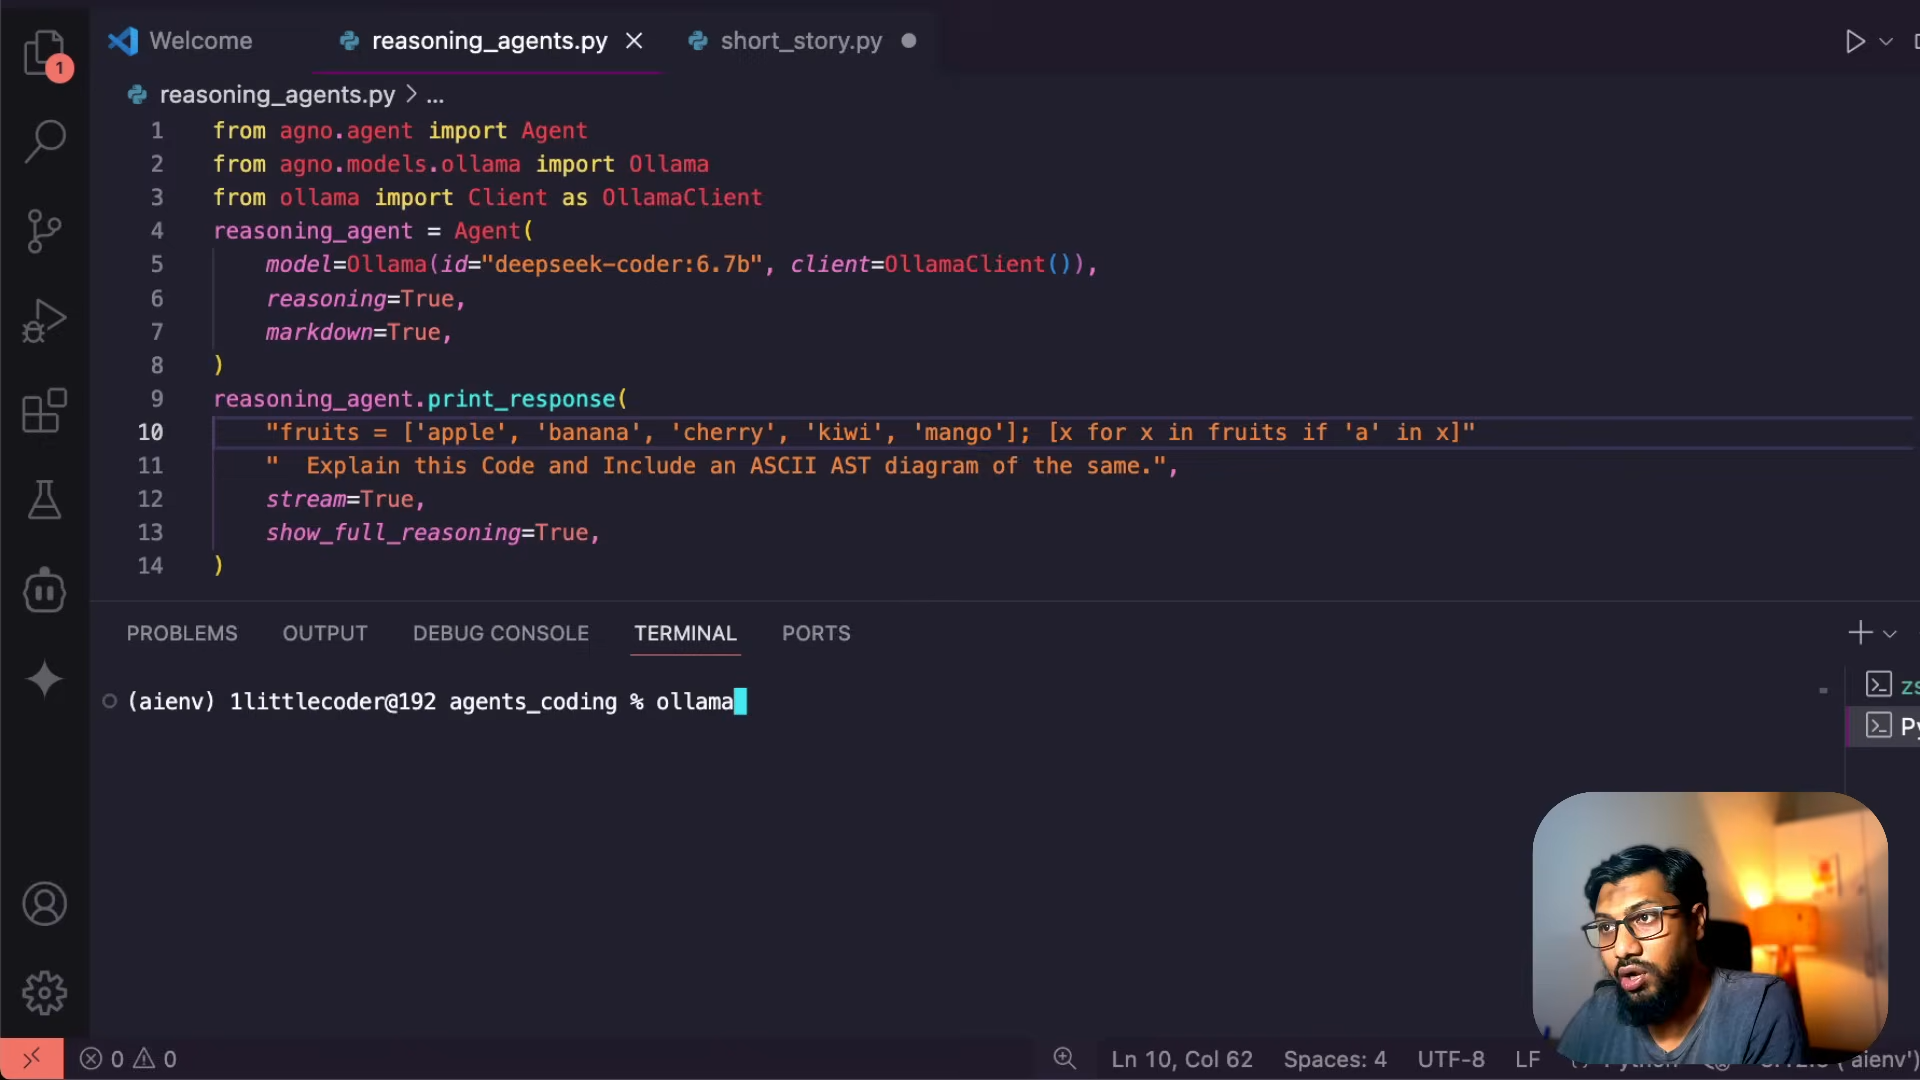 1
Welcome
reasoning_agents.py
short_story.py
reasoning_agents.py > ...
1 from agno.agent import Agent
2 from agno.models.ollama import Ollama
3 from ollama import Client as OllamaClient
4 reasoning_agent = Agent(
5 model=Ollama(id="deepseek-coder:6.7b", client=OllamaClient()),
6 reasoning=True,
7 markdown=True,
8 )
9 reasoning_agent.print_response(
10 "fruits = ['apple', 'banana', 'cherry', 'kiwi', 'mango']; [x for x in fruits if 'a' in x]"
11 "  Explain this Code and Include an ASCII AST diagram of the same.",
12 stream=True,
13 show_full_reasoning=True,
14 )
PROBLEMS OUTPUT DEBUG CONSOLE TERMINAL PORTS
(aienv) 1littlecoder@192 agents_coding % ollama
zs
Py
0 0 Ln 10, Col 62 Spaces: 4 UTF-8 LF